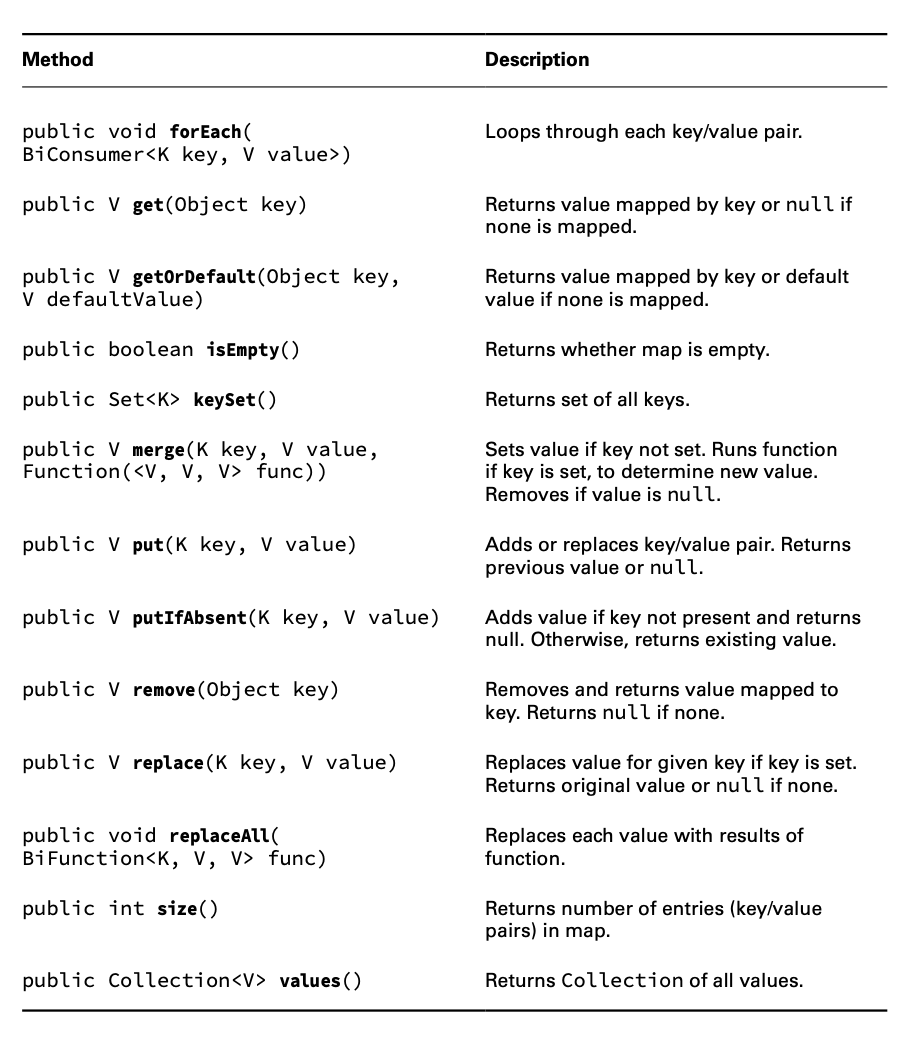 Method Description
public void forEach( Loops through each key/value pair.
BiConsumer<K key, V value>)
public V get(Object key) Returns value mapped by key or null if
none is mapped.
public V getOrDefault(Object key, Returns value mapped by key or default
V defaultValue) value if none is mapped.
public boolean isEmpty() Returns whether map is empty.
public Set<K> keySet() Returns set of all keys.
public V merge(K key, V value, Sets value if key not set. Runs function
Function(<V, V, V> func)) if key is set, to determine new value.
Removes if value is null.
public V put(K key, V value) Adds or replaces key/value pair. Returns
previous value or null.
public V putIfAbsent(K key, V value) Adds value if key not present and returns
null. Otherwise, returns existing value.
public V remove(Object key) Removes and returns value mapped to
key. Returns null if none.
public V replace(K key, V value) Replaces value for given key if key is set.
Returns original value or null if none.
public void replaceAll( Replaces each value with results of
BiFunction<K, V, V> func) function.
public int size() Returns number of entries (key/value
pairs) in map.
public Collection<V> values() Returns Collection of all values.